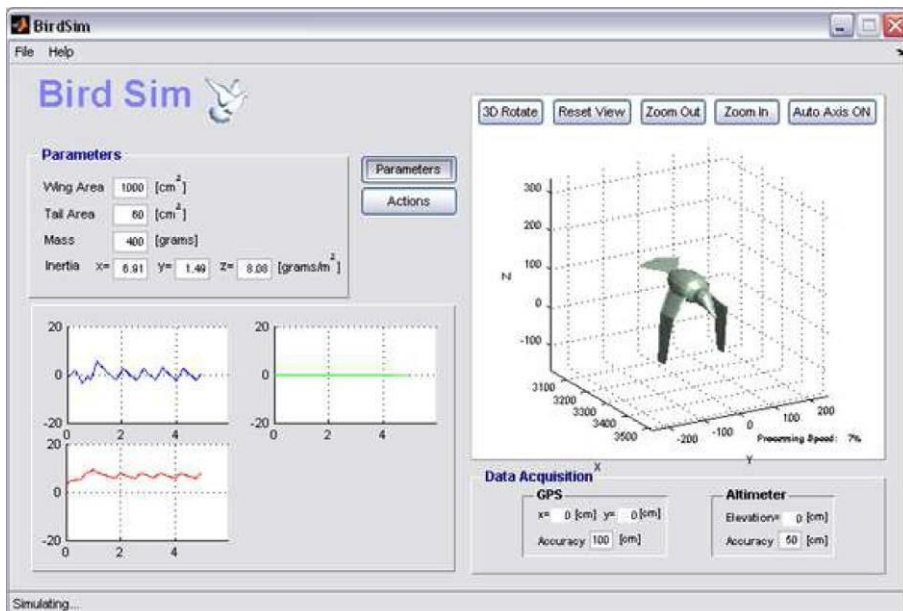 BirdSim
File Help
Bird Sim
Parameters
Wing Area 1000 [cm²]
Tail Area 60 [cm²]
Mass 400 [grams]
Inertia x= 6.91 y= 1.49 z= 8.08 [grams/m²]
Parameters
Actions
20
0
-20
0 2 4
20
0
-20
0 2 4
20
0
-20
0 2 4
3D Rotate Reset View Zoom Out Zoom In Auto Axis ON
300
200
100
0
-100
Z
3100
3200
3300
3400
3500
X
-200 -100 0 100 200
Y
Processing Speed: 7%
Data Acquisition
GPS
x= 0 [cm] y= 0 [cm]
Accuracy 100 [cm]
Altimeter
Elevation= 0 [cm]
Accuracy 50 [cm]
Simulating...